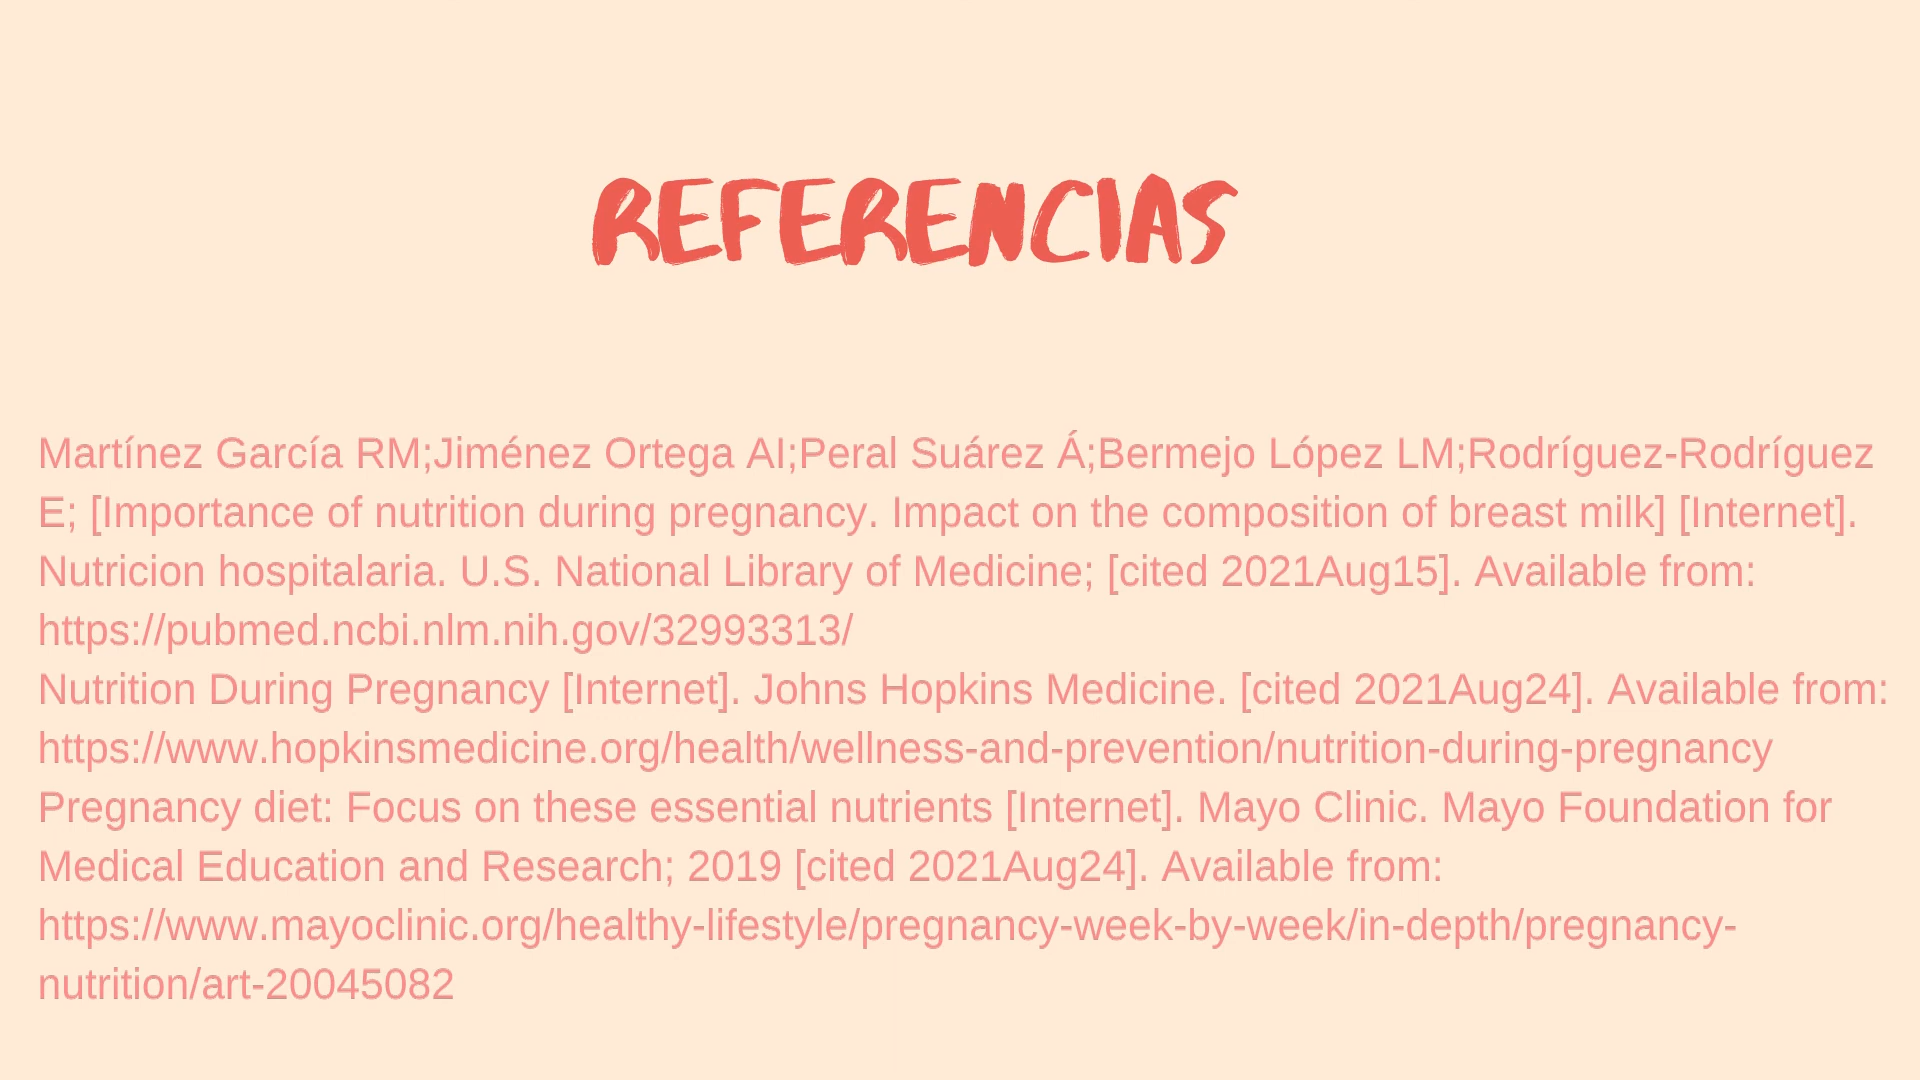 REFERENCIAS
Martínez García RM;Jiménez Ortega AI;Peral Suárez Á;Bermejo López LM;Rodríguez-Rodríguez
E; [Importance of nutrition during pregnancy. Impact on the composition of breast milk] [Internet].
Nutricion hospitalaria. U.S. National Library of Medicine; [cited 2021Aug15]. Available from:
https://pubmed.ncbi.nlm.nih.gov/32993313/
Nutrition During Pregnancy [Internet]. Johns Hopkins Medicine. [cited 2021Aug24]. Available from:
https://www.hopkinsmedicine.org/health/wellness-and-prevention/nutrition-during-pregnancy
Pregnancy diet: Focus on these essential nutrients [Internet]. Mayo Clinic. Mayo Foundation for
Medical Education and Research; 2019 [cited 2021Aug24]. Available from:
https://www.mayoclinic.org/healthy-lifestyle/pregnancy-week-by-week/in-depth/pregnancy-
nutrition/art-20045082